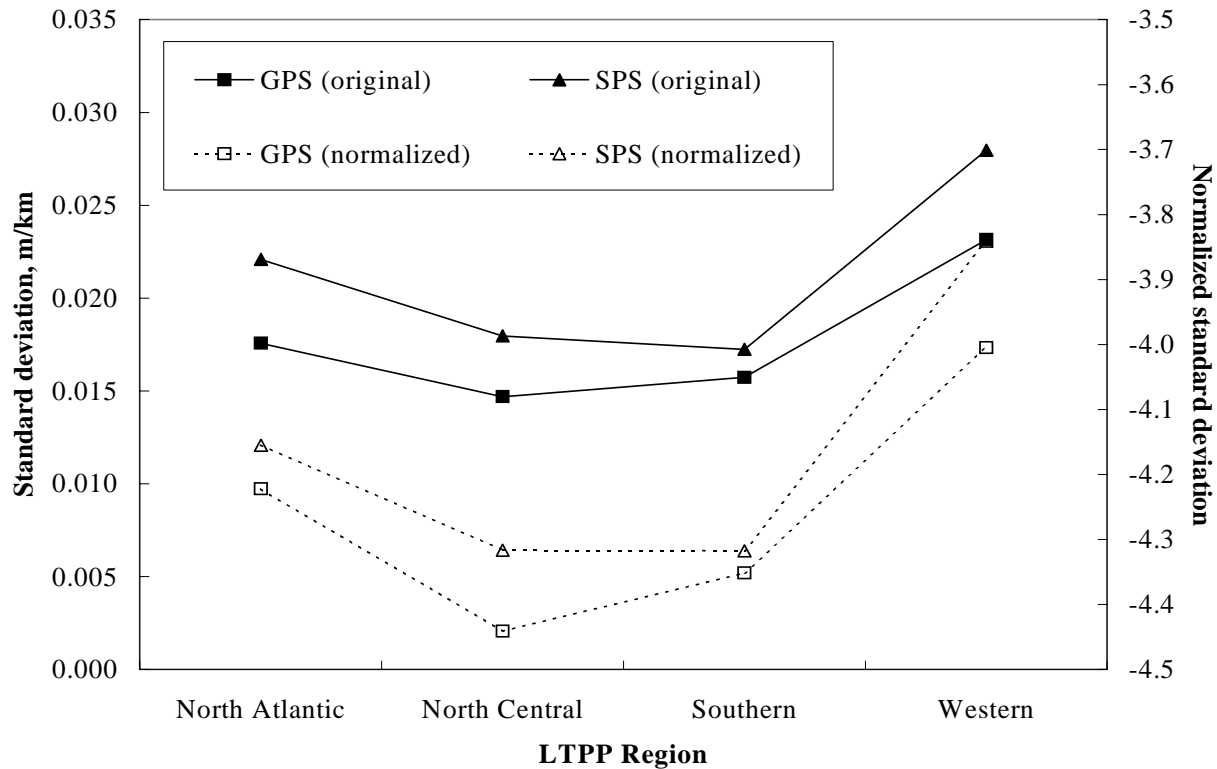 0.035
0.030
0.025
0.020
0.015
0.010
0.005
0.000
Standard deviation, m/km
GPS (original)
SPS (original)
GPS (normalized)
SPS (normalized)
-3.5
-3.6
-3.7
-3.8
-3.9
-4.0
-4.1
-4.2
-4.3
-4.4
-4.5
Normalized standard deviation
North Atlantic
North Central
Southern
Western
LTPP Region